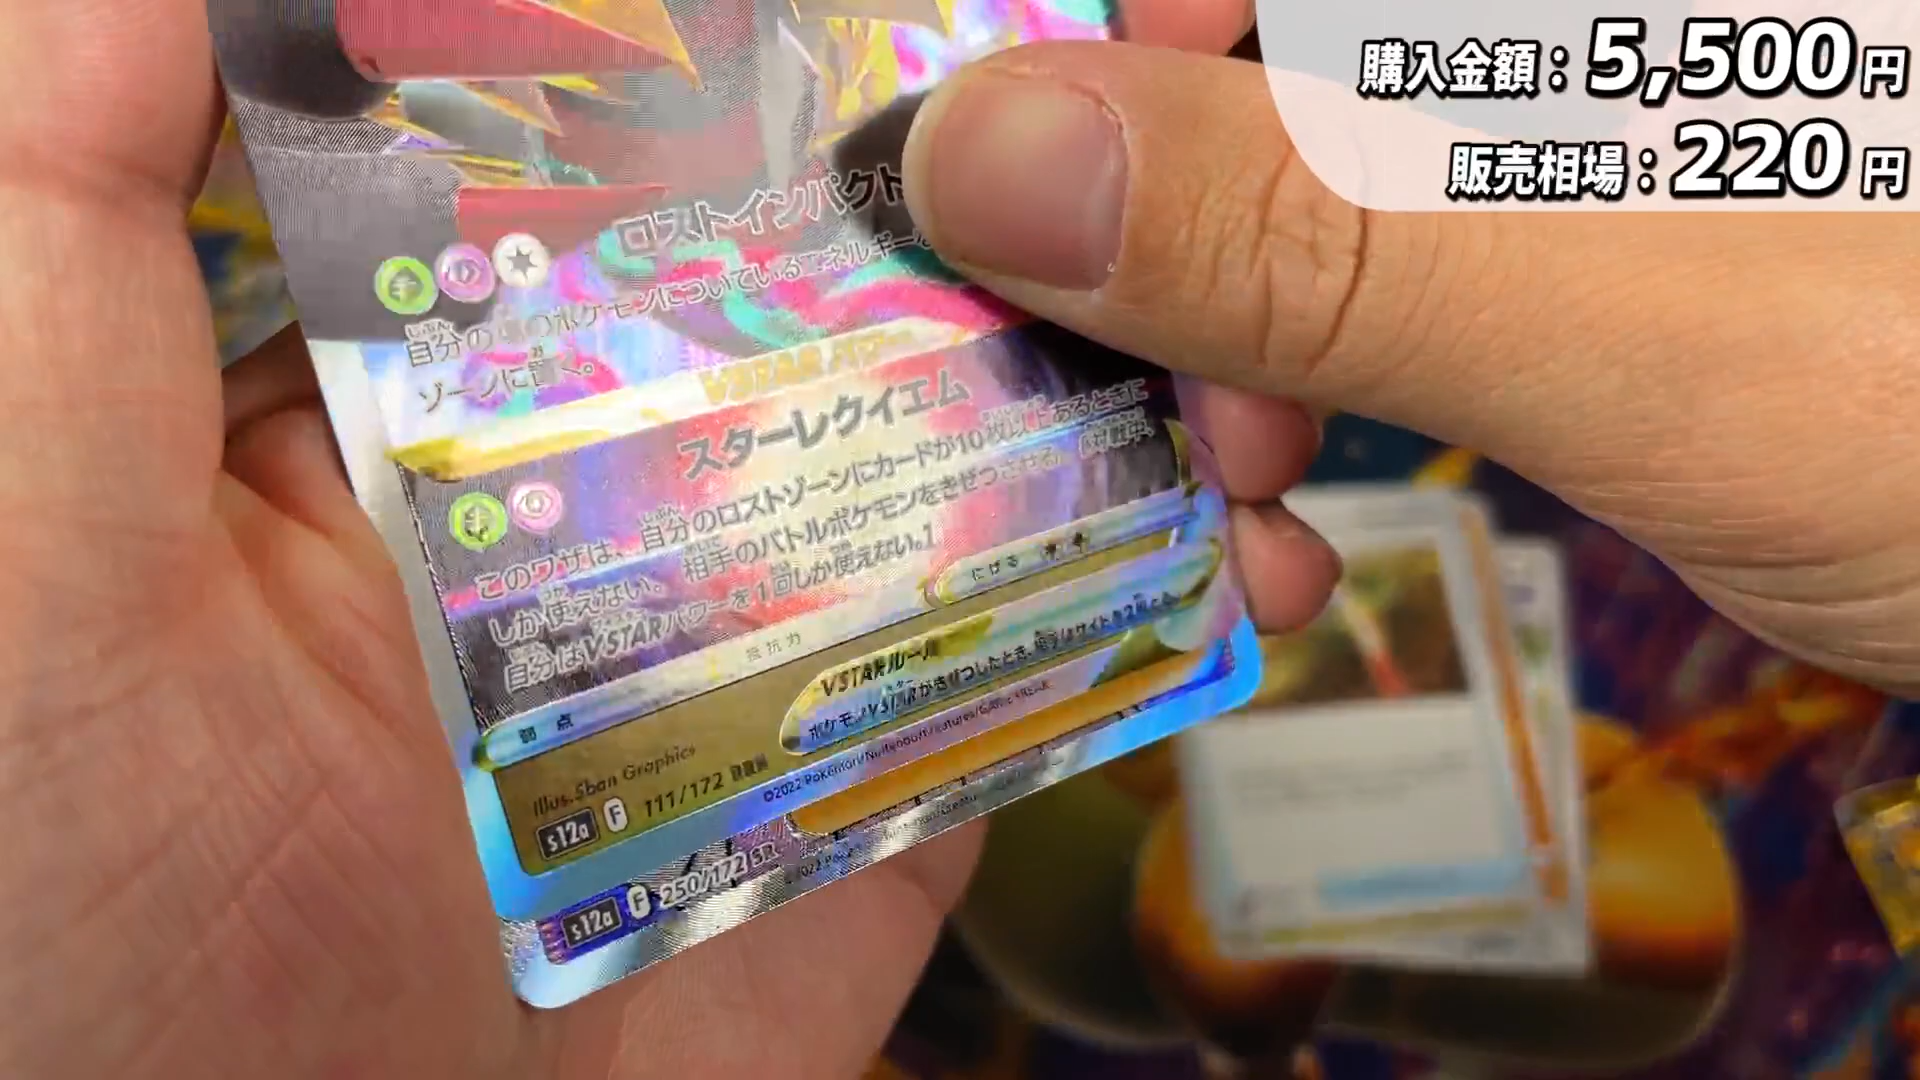 購入金額：5,500円
販売相場：220円
ロストインパクト
自分の場のポケモンについているエネルギー
ゾーンに置く。
VSTARパワー
スターレクイエム
このワザは、自分のロストゾーンにカードが10枚以上あるときに
しか使えない。相手のバトルポケモンをきぜつさせる。[対戦中、
自分はVSTARパワーを1回しか使えない。]
弱点
抵抗力
にげる
VSTARルール
ポケモンVSTARがきぜつしたとき、相手はサイドを2枚とる。
Illus. 5ban Graphics
s12a F 111/172 RRR
©2022 Pokémon/Nintendo/Creatures/GAME FREAK
s12a F 250/172 SR